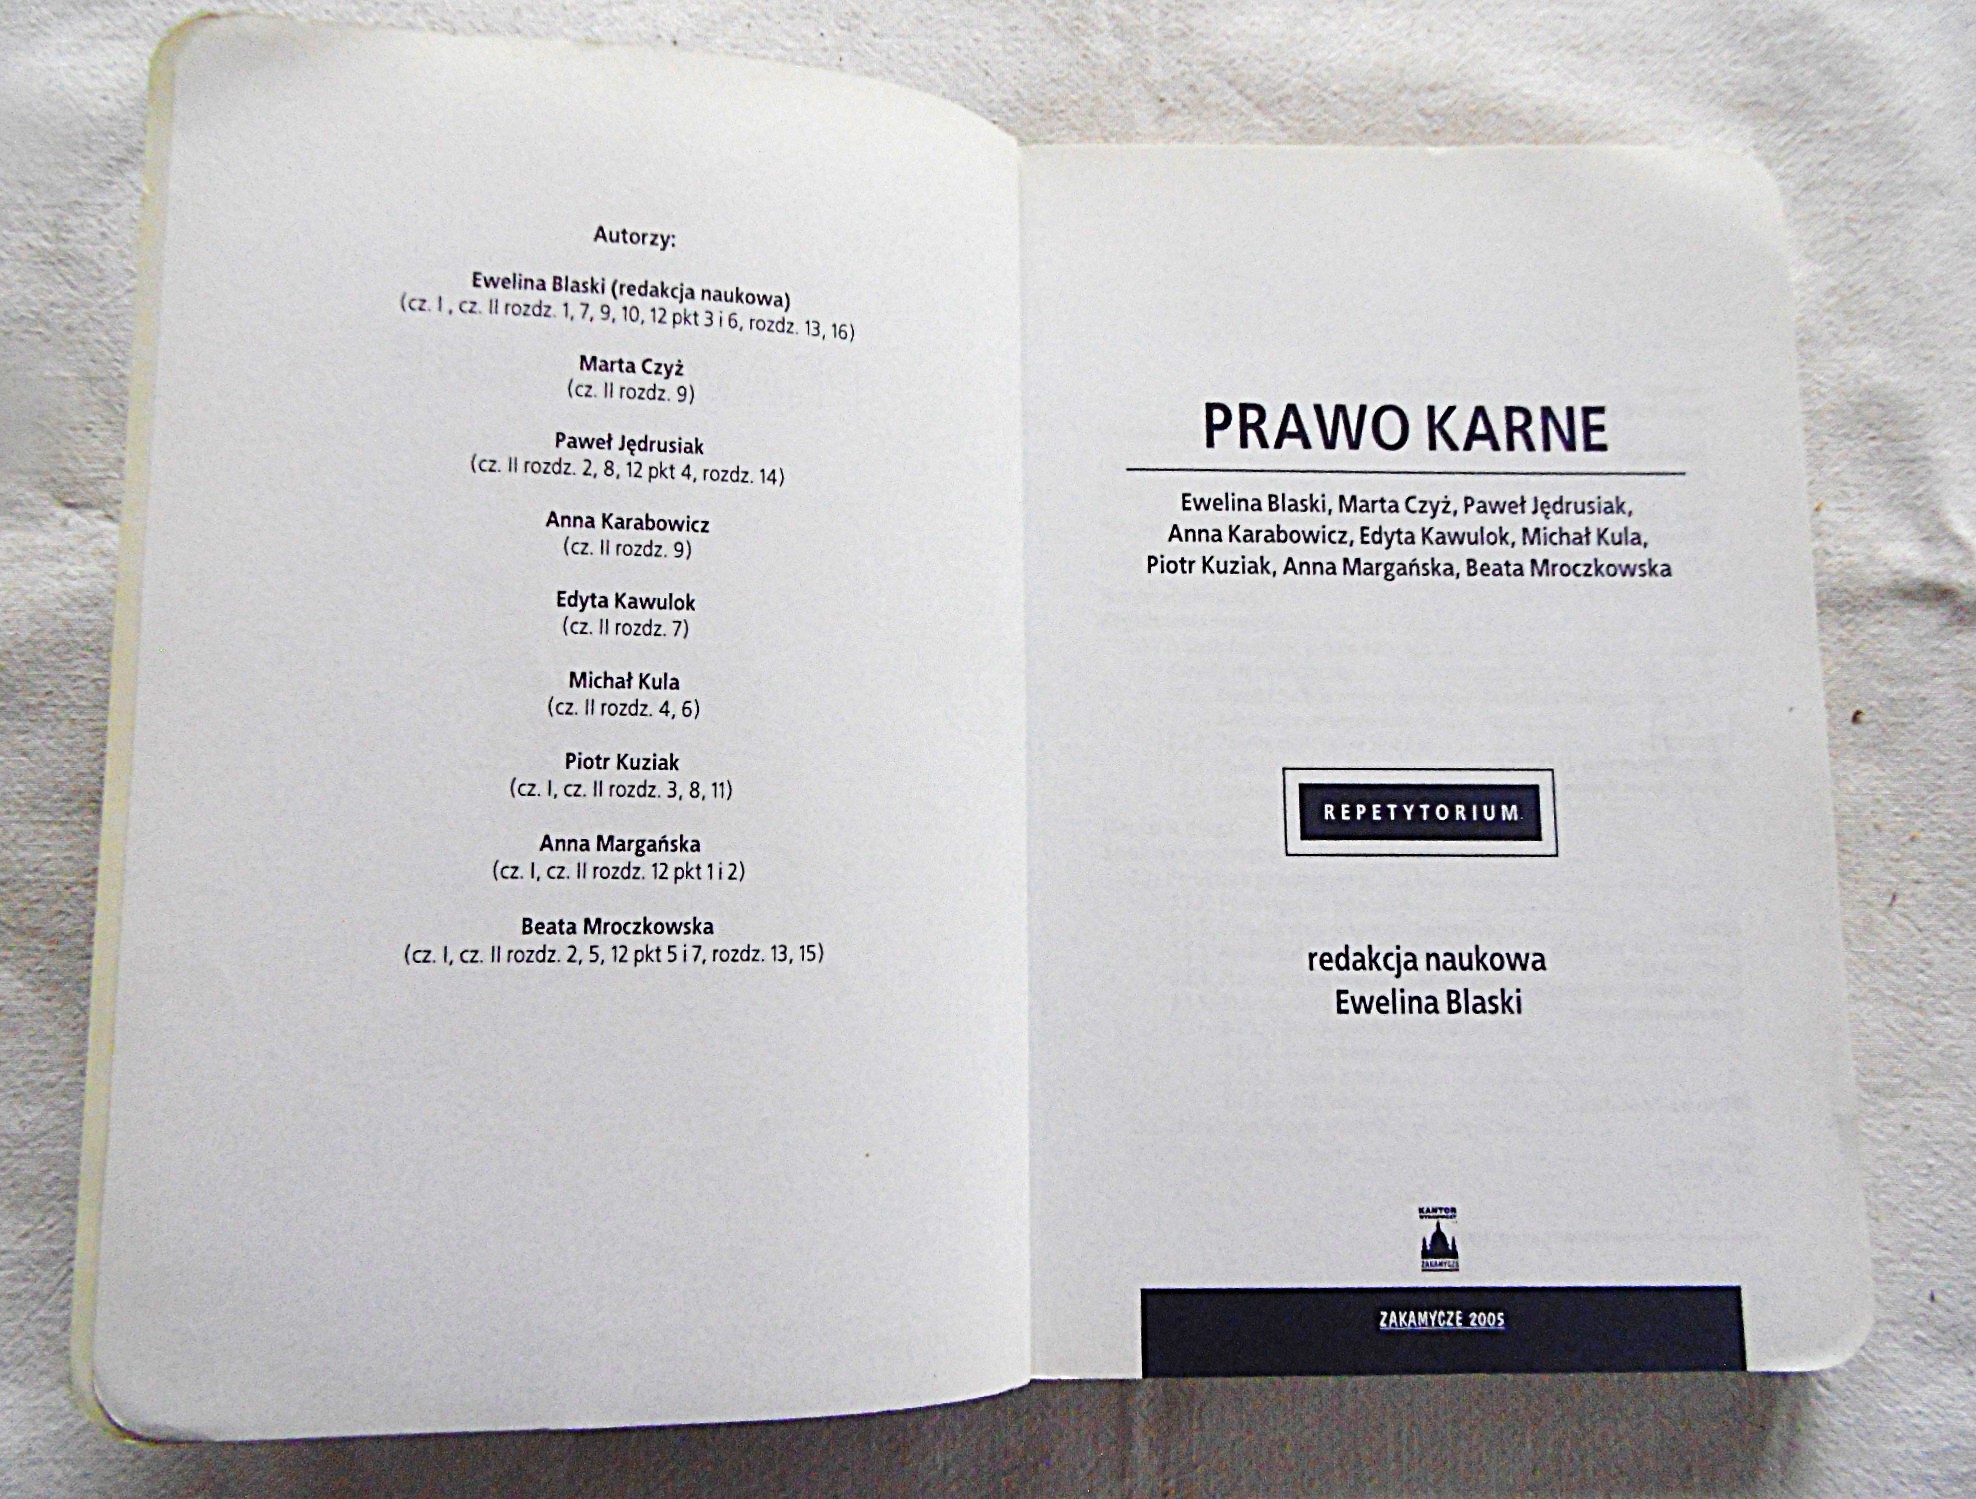 Autorzy:
Ewelina Blaski (redakcja naukowa)
(cz. I, cz. II rozdz. 1, 7, 9, 10, 12 pkt 3 i 6, rozdz. 13, 16)
Marta Czyż
(cz. II rozdz. 9)
Paweł Jędrusiak
(cz. II rozdz. 2, 8, 12 pkt 4, rozdz. 14)
Anna Karabowicz
(cz. II rozdz. 9)
Edyta Kawulok
(cz. II rozdz. 7)
Michał Kula
(cz. II rozdz. 4, 6)
Piotr Kuziak
(cz. I, cz. II rozdz. 3, 8, 11)
Anna Margańska
(cz. I, cz. II rozdz. 12 pkt 1 i 2)
Beata Mroczkowska
(cz. I, cz. II rozdz. 2, 5, 12 pkt 5 i 7, rozdz. 13, 15)
PRAWO KARNE
Ewelina Blaski, Marta Czyż, Paweł Jędrusiak,
Anna Karabowicz, Edyta Kawulok, Michał Kula,
Piotr Kuziak, Anna Margańska, Beata Mroczkowska
REPETYTORIUM
redakcja naukowa
Ewelina Blaski
KANTOR
ZAKAMYCZE
ZAKAMYCZE 2005